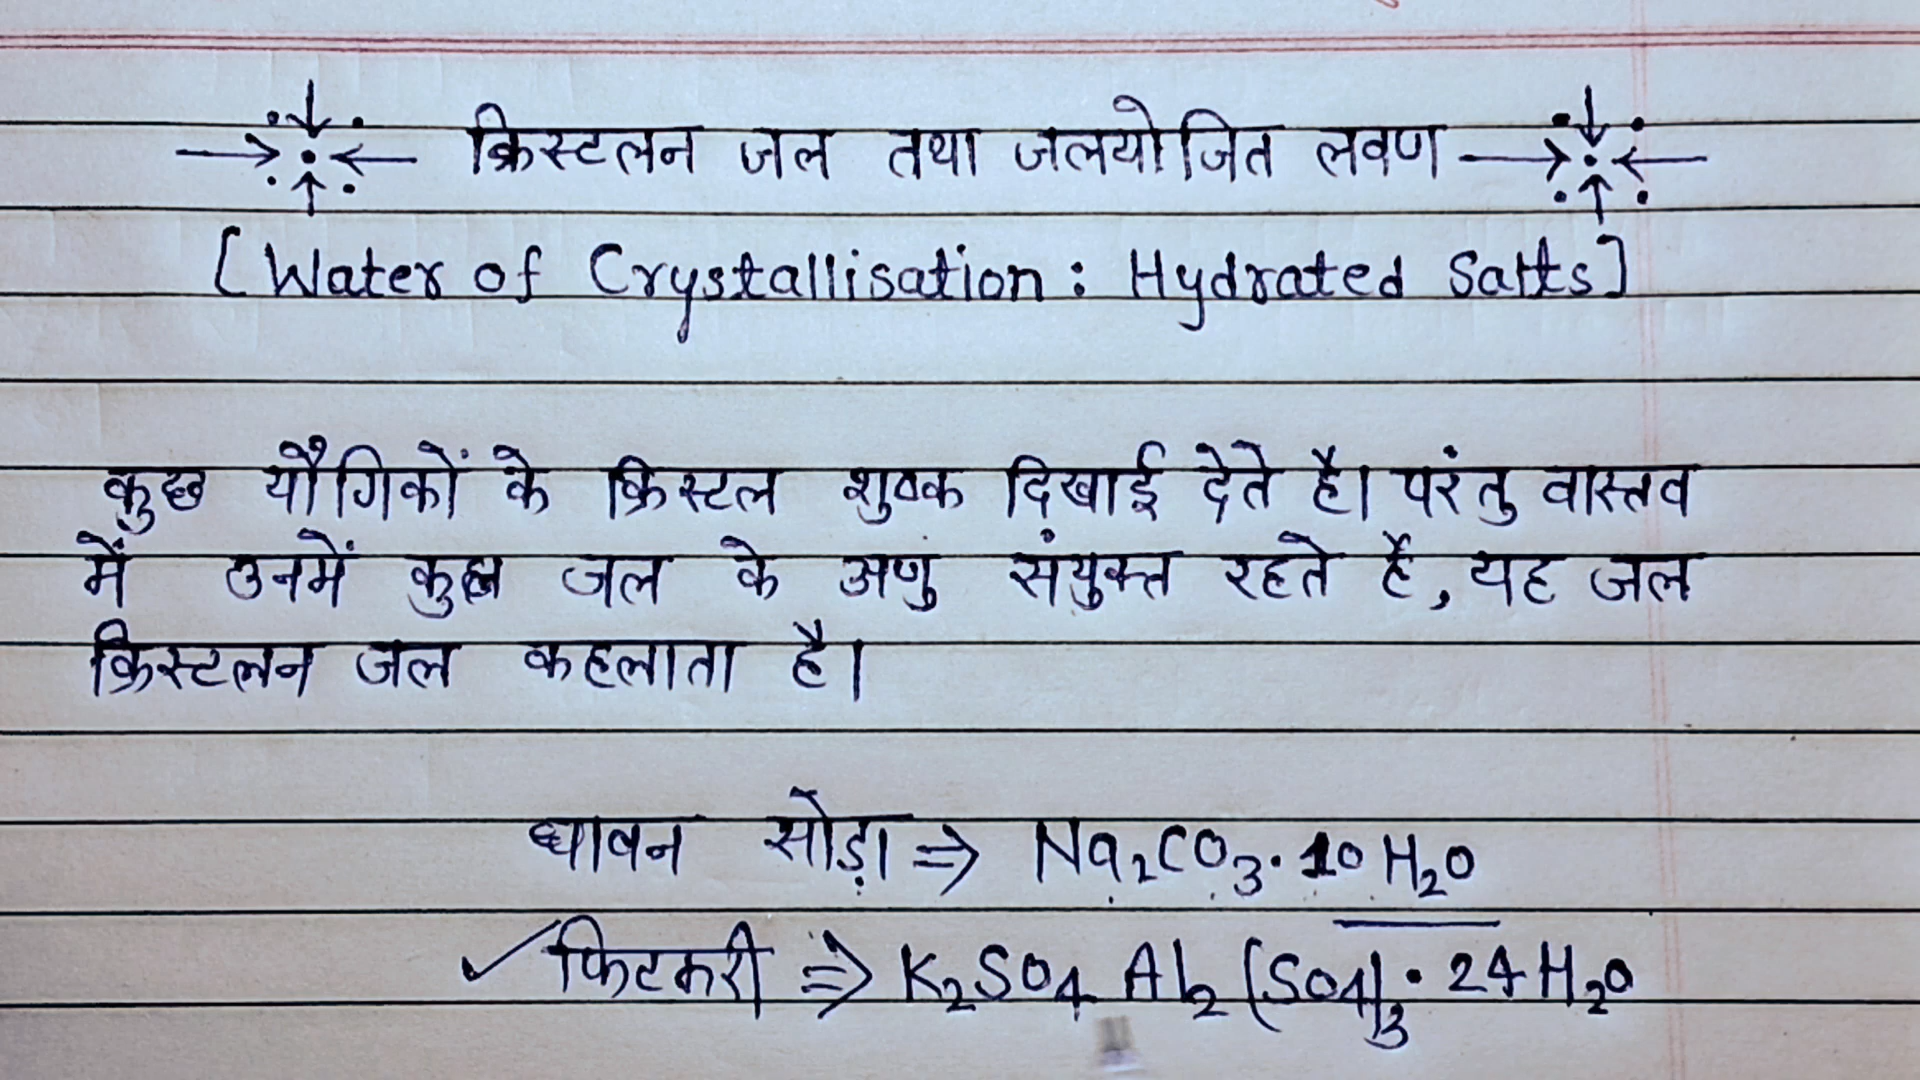 क्रिस्टलन जल तथा जलयोजित लवण
[Water of Crystallisation: Hydrated Salts]
कुछ यौगिकों के क्रिस्टल शुष्क दिखाई देते है। परंतु वास्तव
में उनमें कुछ जल के अणु संयुक्त रहते हैं, यह जल
क्रिस्टलन जल कहलाता है।
धावन सोड़ा ⇒ Na₂CO₃·10H₂O
✓फिटकरी ⇒ K₂SO₄ Al₂(SO₄)₃·24H₂O